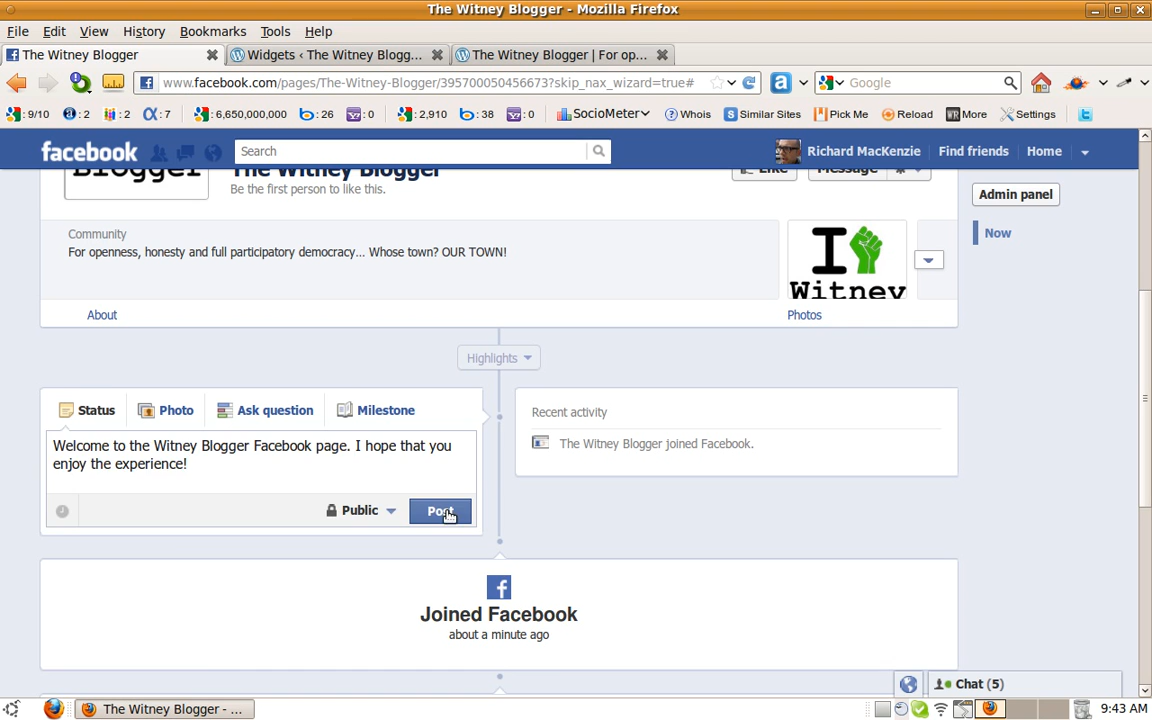 The Witney Blogger - Mozilla Firefox
File Edit View History Bookmarks Tools Help
The Witney Blogger
Widgets ‹ The Witney Blogg...
The Witney Blogger | For op...
www.facebook.com/pages/The-Witney-Blogger/395700050456673?skip_nax_wizard=true#
Google
: 9/10 : 2 : 2 : 7 : 6,650,000,000 : 26 : 0 : 2,910 : 38 : 0 SocioMeter Whois Similar Sites Pick Me Reload More Settings
facebook
Search
Richard MacKenzie Find friends Home
Blogger
The Witney Blogger
Be the first person to like this.
Like
Message
Admin panel
Now
Community
For openness, honesty and full participatory democracy... Whose town? OUR TOWN!
I
Witney
About
Photos
Highlights
Status Photo Ask question Milestone
Welcome to the Witney Blogger Facebook page. I hope that you
enjoy the experience!
Public
Post
Recent activity
The Witney Blogger joined Facebook.
Joined Facebook
about a minute ago
Chat (5)
The Witney Blogger - ...
9:43 AM